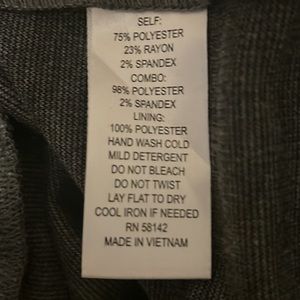 SELF:
75% POLYESTER
23% RAYON
2% SPANDEX
COMBO:
98% POLYESTER
2% SPANDEX
LINING:
100% POLYESTER
HAND WASH COLD
MILD DETERGENT
DO NOT BLEACH
DO NOT TWIST
LAY FLAT TO DRY
COOL IRON IF NEEDED
RN 58142
MADE IN VIETNAM